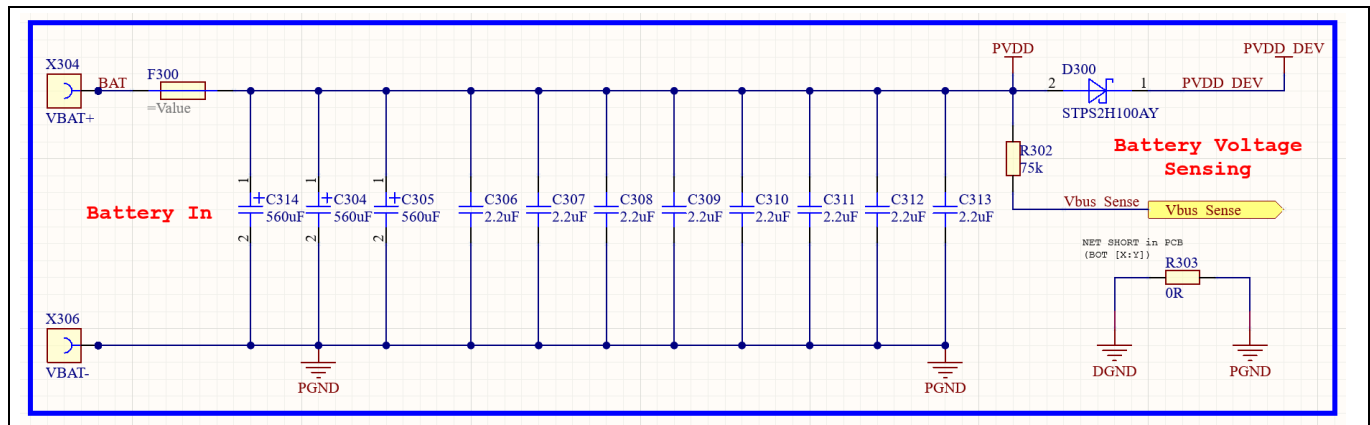 PVDD
PVDD_DEV
X304
BAT
F300
=Value
VBAT+
D300
2
1
PVDD_DEV
STPS2H100AY
R302
75k
Battery Voltage
Sensing
Battery In
1
C314
560uF
2
1
C304
560uF
2
1
C305
560uF
2
C306
2.2uF
C307
2.2uF
C308
2.2uF
C309
2.2uF
C310
2.2uF
C311
2.2uF
C312
2.2uF
C313
2.2uF
Vbus_Sense
Vbus_Sense
NET SHORT in PCB
(BOT [X:Y])
R303
0R
X306
VBAT-
PGND
PGND
DGND
PGND